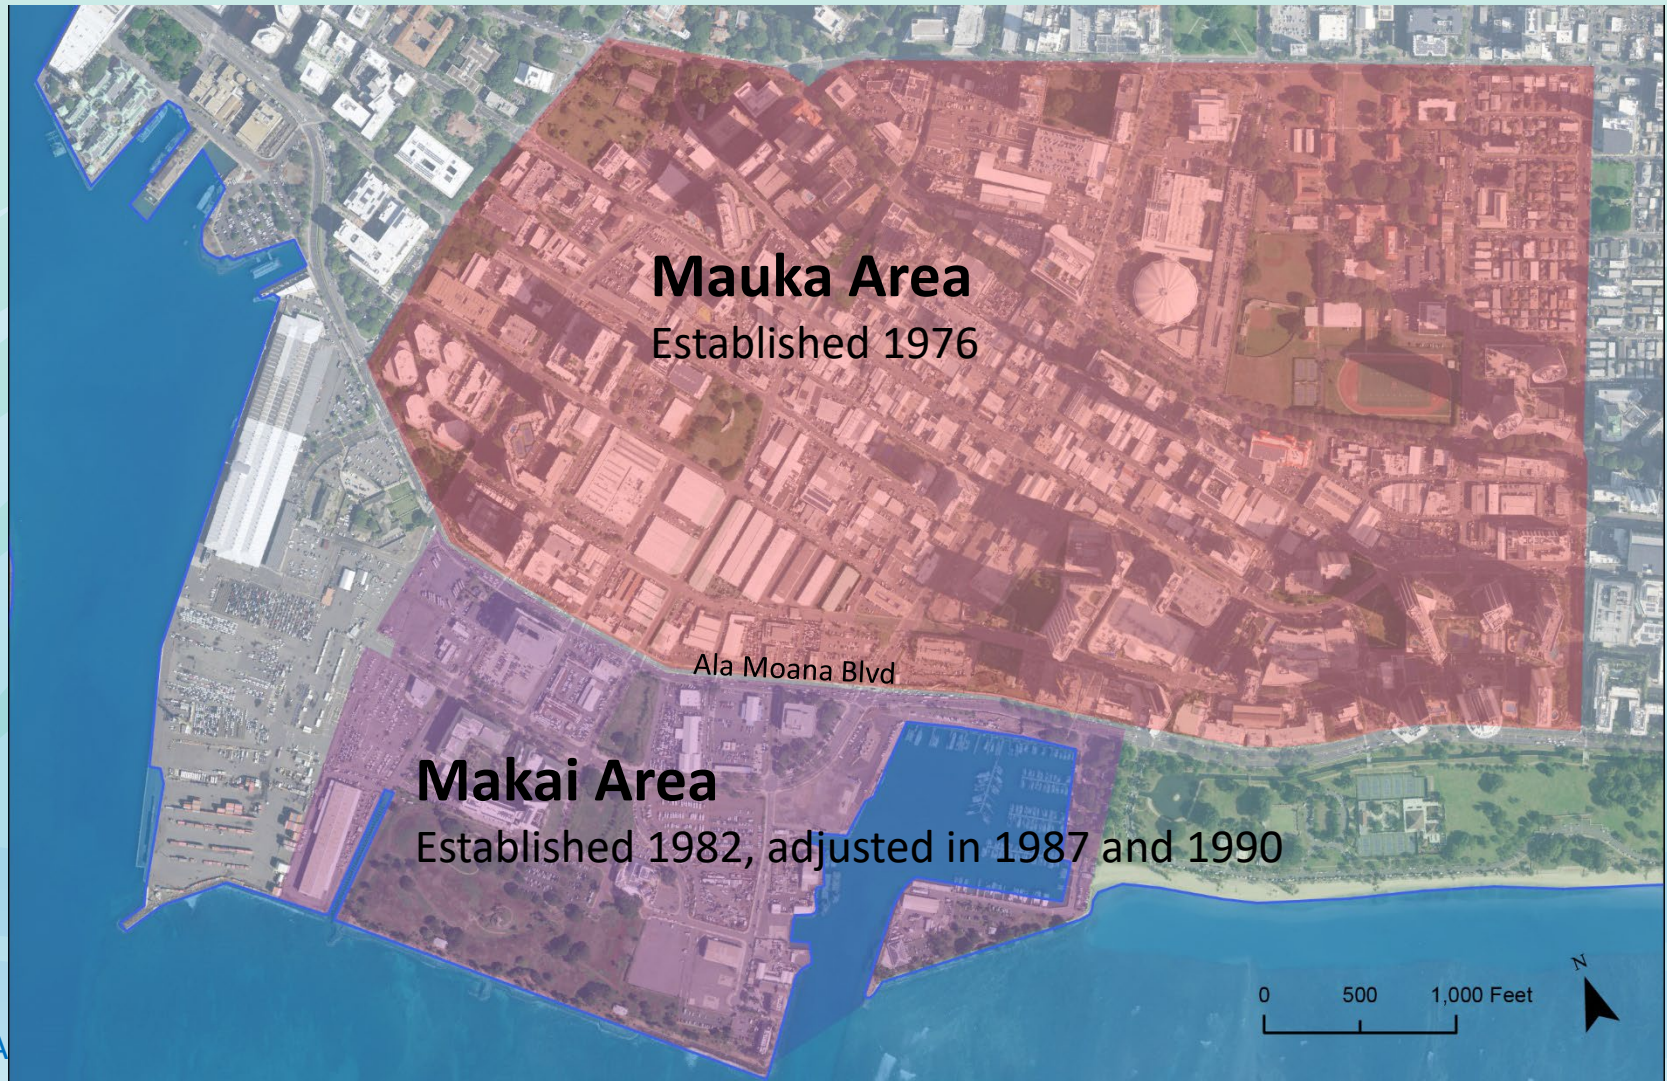 Mauka Area
Established 1976
Ala Moana Blvd
Makai Area
Established 1982, adjusted in 1987 and 1990
N
0 500 1,000 Feet
A